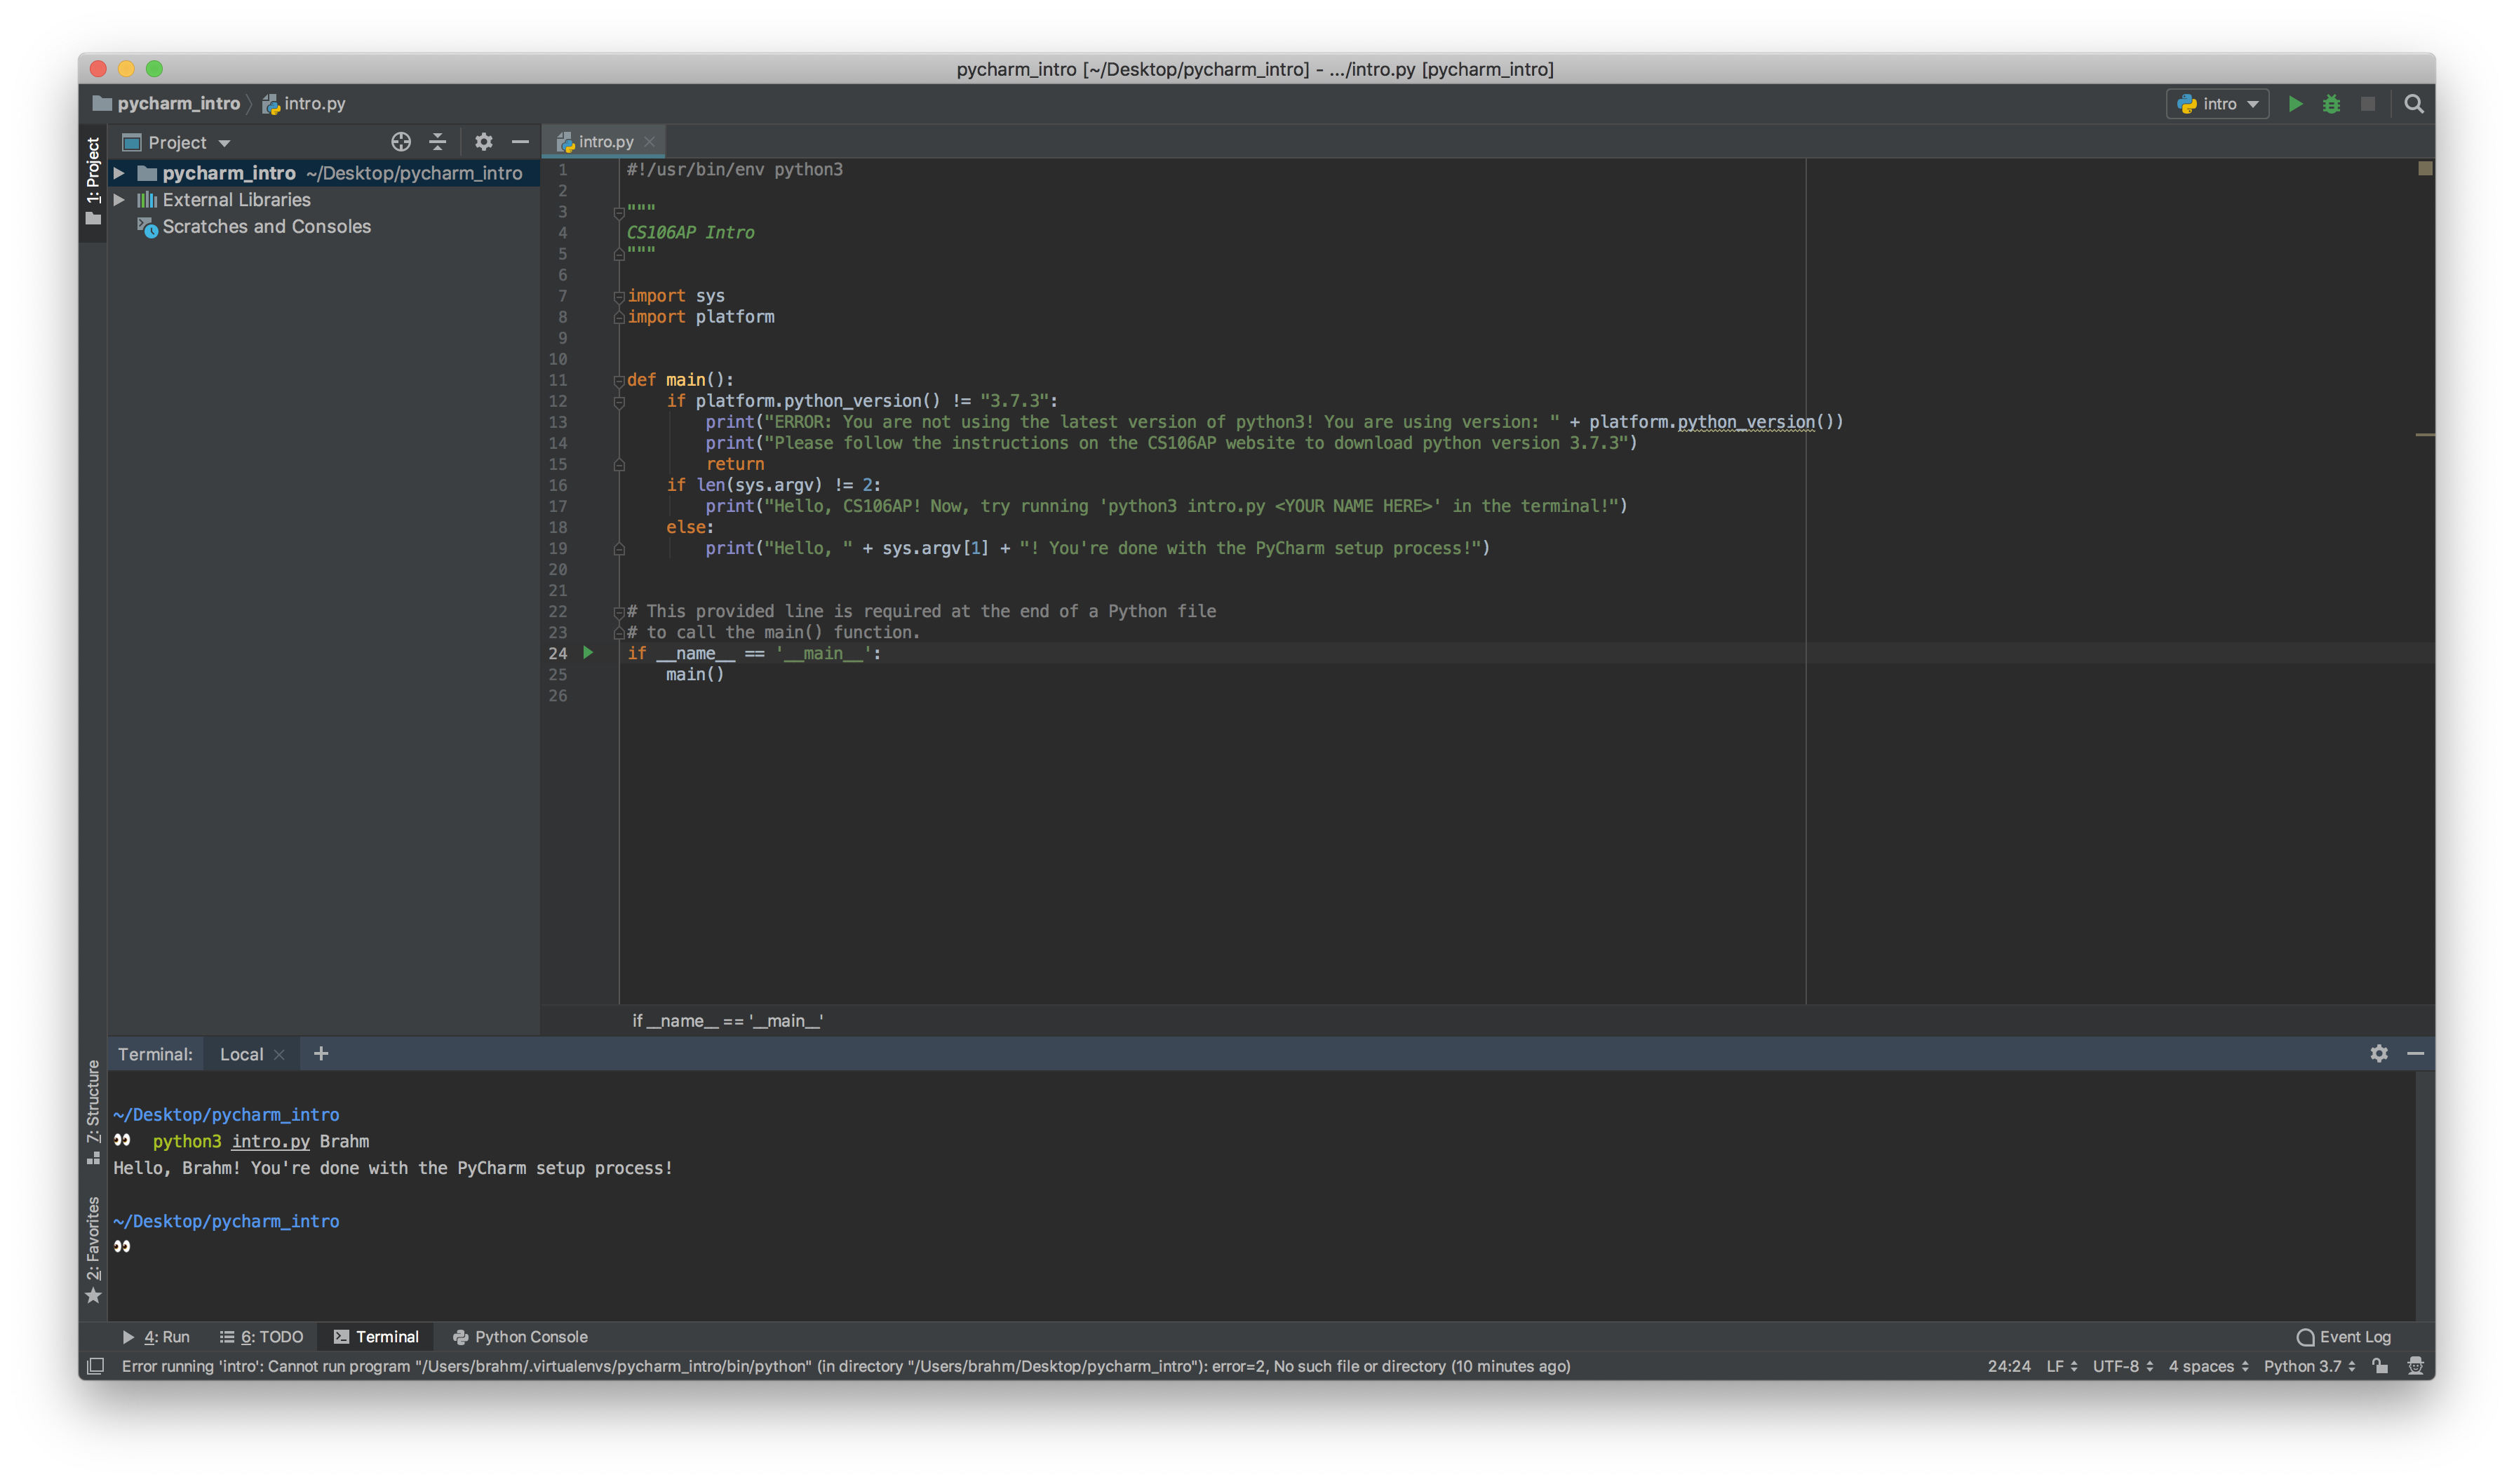 pycharm_intro [~/Desktop/pycharm_intro] - .../intro.py [pycharm_intro]
pycharm_intro intro.py
intro
1: Project
Project
intro.py
pycharm_intro ~/Desktop/pycharm_intro
External Libraries
Scratches and Consoles
1 #!/usr/bin/env python3
2
3 """
4 CS106AP Intro
5 """
6
7 import sys
8 import platform
9
10
11 def main():
12     if platform.python_version() != "3.7.3":
13         print("ERROR: You are not using the latest version of python3! You are using version: " + platform.python_version())
14         print("Please follow the instructions on the CS106AP website to download python version 3.7.3")
15         return
16     if len(sys.argv) != 2:
17         print("Hello, CS106AP! Now, try running 'python3 intro.py <YOUR NAME HERE>' in the terminal!")
18     else:
19         print("Hello, " + sys.argv[1] + "! You're done with the PyCharm setup process!")
20
21
22 # This provided line is required at the end of a Python file
23 # to call the main() function.
24 if __name__ == '__main__':
25     main()
26
if __name__ == '__main__'
Terminal: Local +
7: Structure
2: Favorites
~/Desktop/pycharm_intro
👀 python3 intro.py Brahm
Hello, Brahm! You're done with the PyCharm setup process!
~/Desktop/pycharm_intro
👀
4: Run 6: TODO Terminal Python Console Event Log
Error running 'intro': Cannot run program "/Users/brahm/.virtualenvs/pycharm_intro/bin/python" (in directory "/Users/brahm/Desktop/pycharm_intro"): error=2, No such file or directory (10 minutes ago) 24:24 LF UTF-8 4 spaces Python 3.7